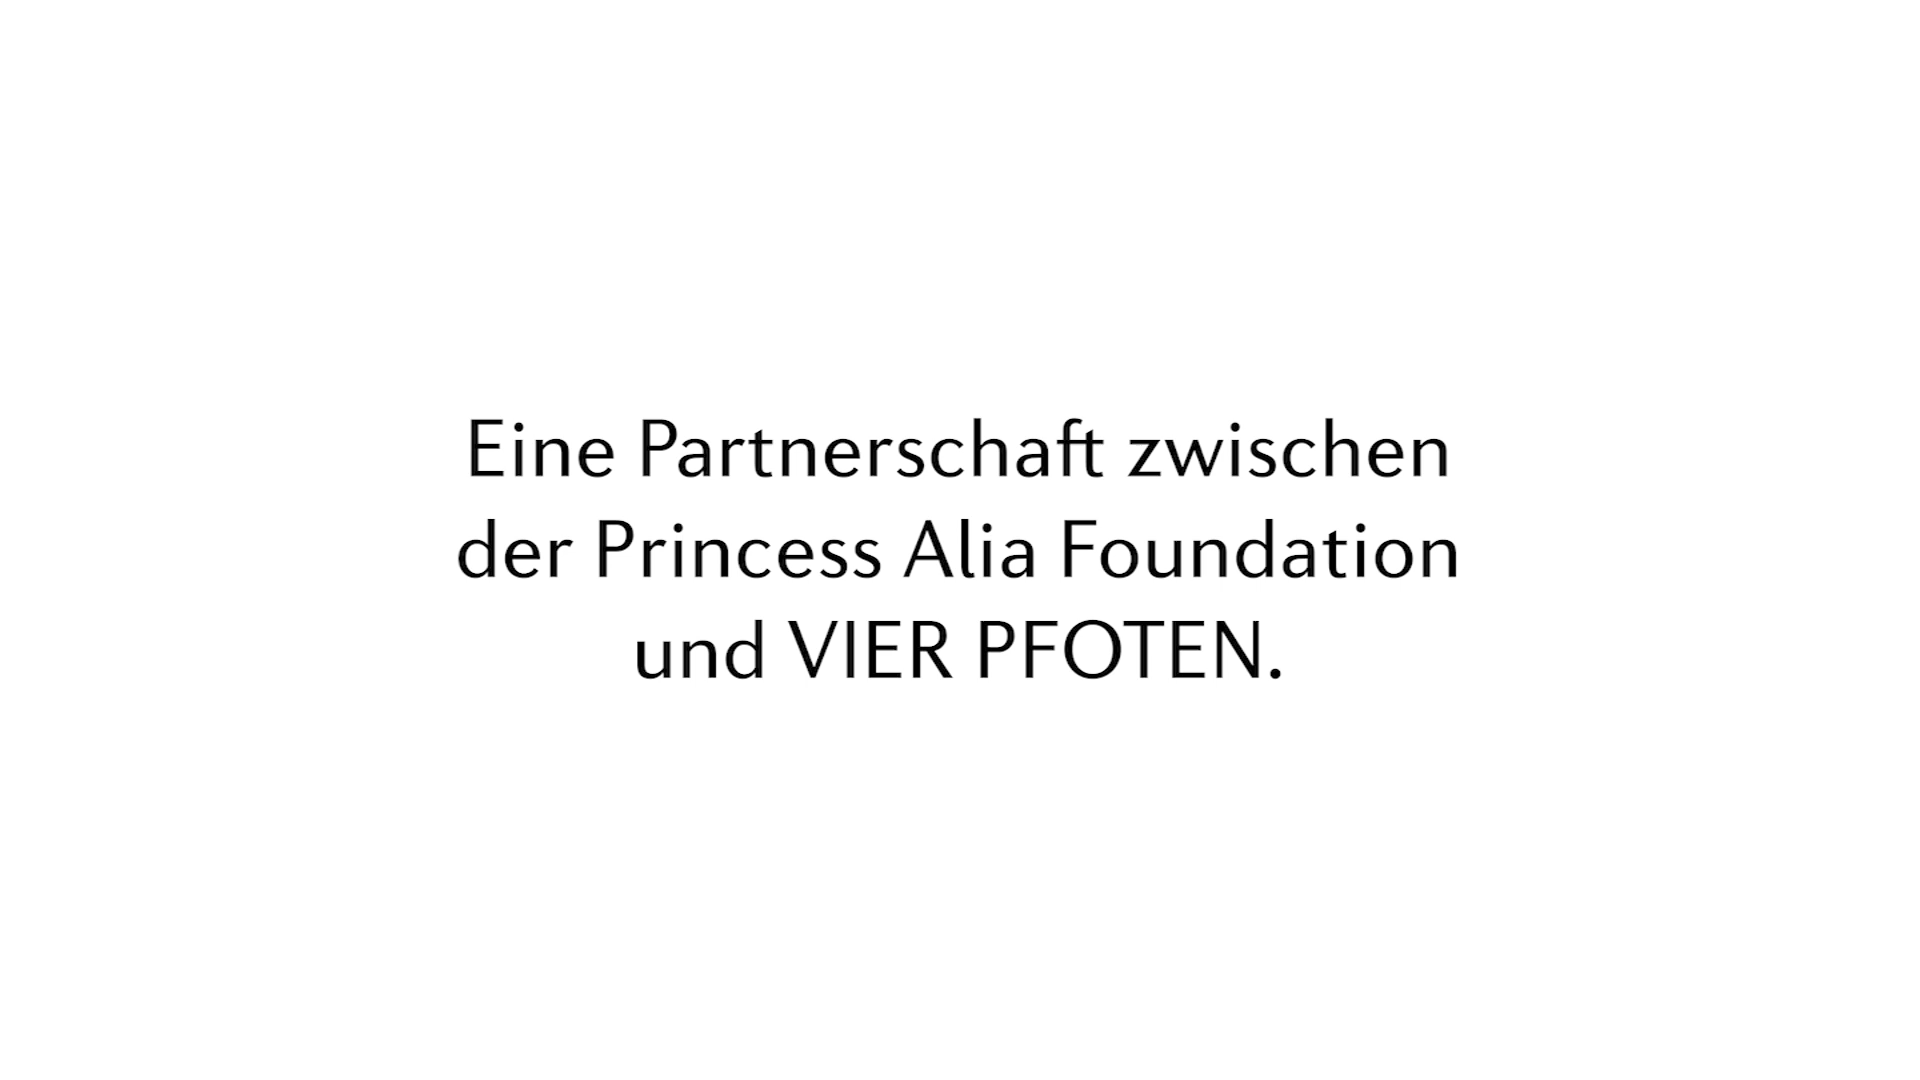 Eine Partnerschaft zwischen
der Princess Alia Foundation
und VIER PFOTEN.